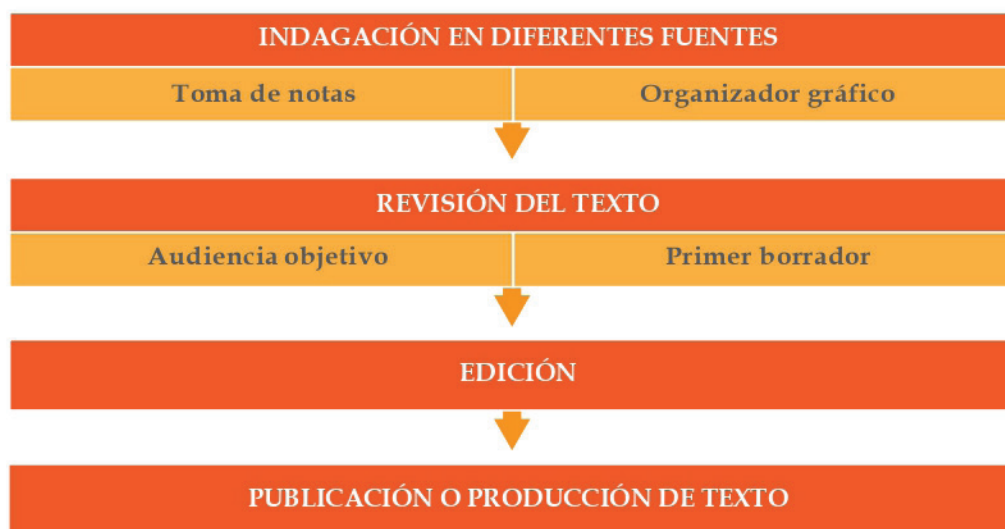 INDAGACIÓN EN DIFERENTES FUENTES
Toma de notas
Organizador gráfico
REVISIÓN DEL TEXTO
Audiencia objetivo
Primer borrador
EDICIÓN
PUBLICACIÓN O PRODUCCIÓN DE TEXTO